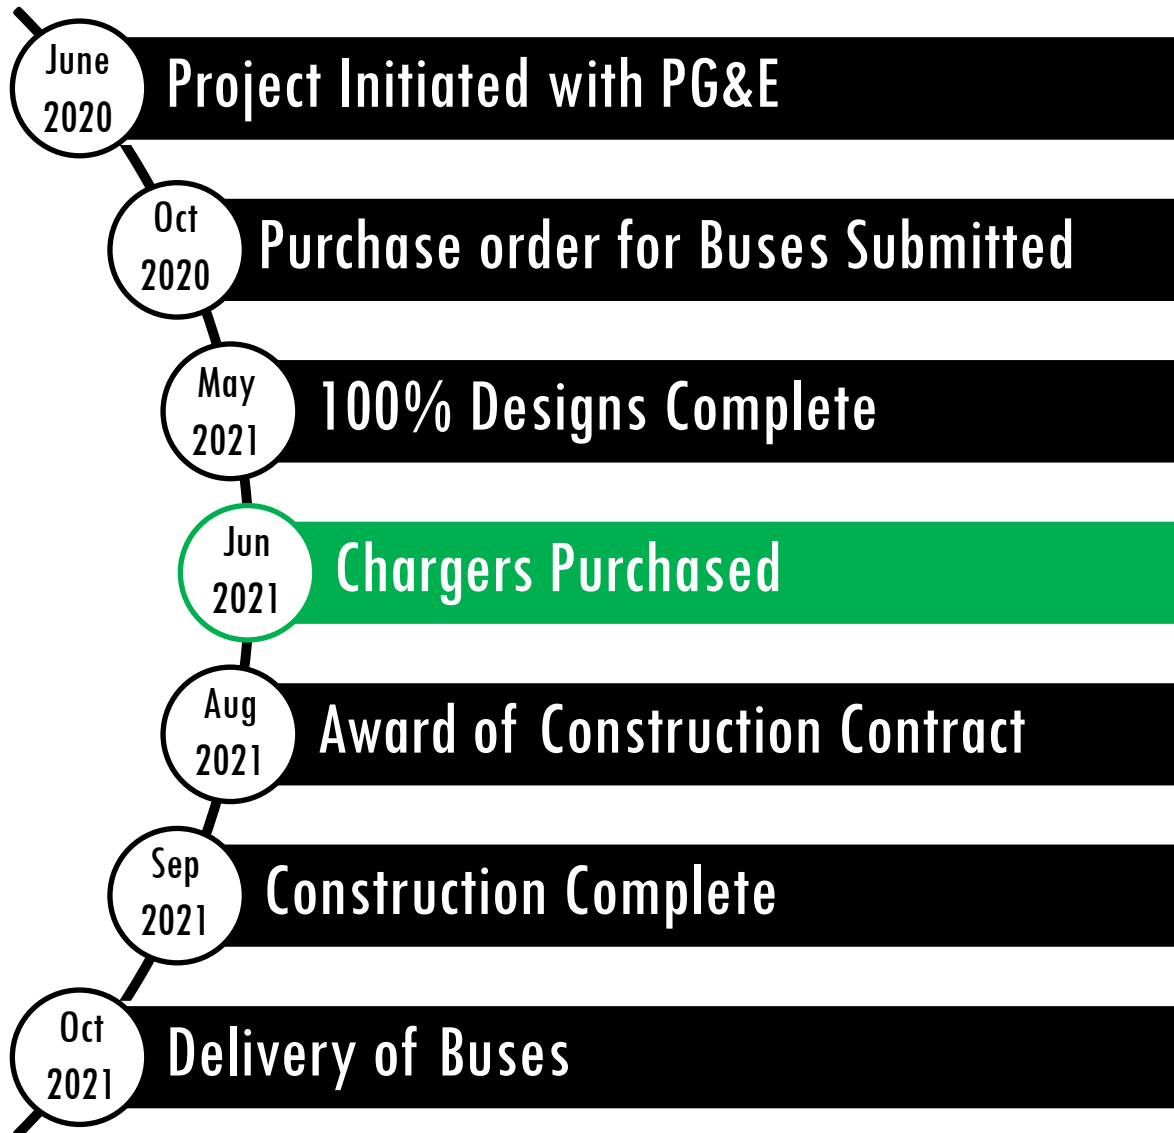 June
2020
Project Initiated with PG&E
Oct
2020
Purchase order for Buses Submitted
May
2021
100% Designs Complete
Jun
2021
Chargers Purchased
Aug
2021
Award of Construction Contract
Sep
2021
Construction Complete
Oct
2021
Delivery of Buses